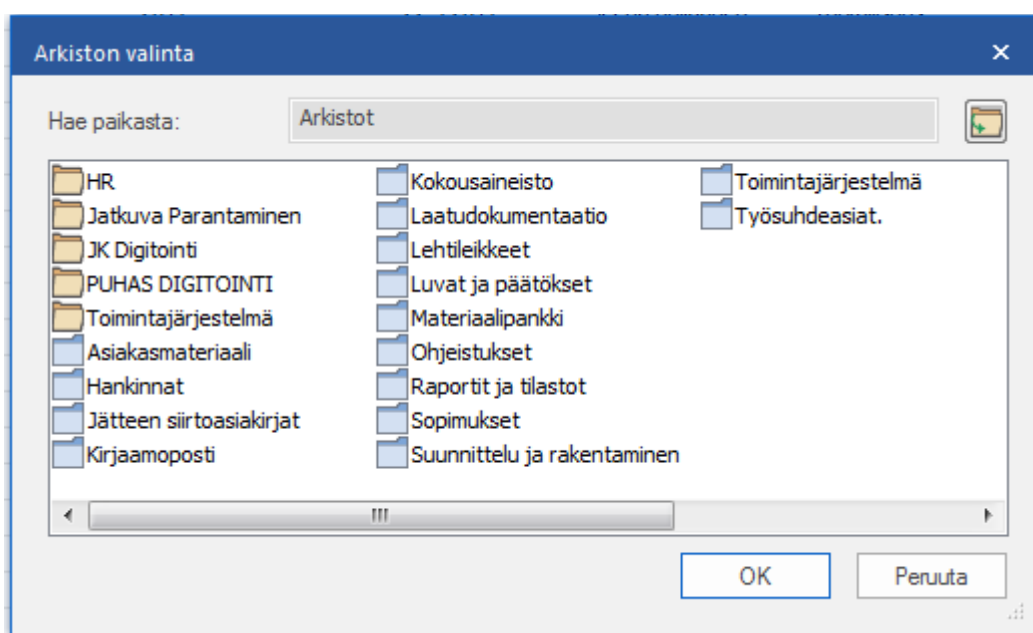 Arkiston valinta
Hae paikasta:
Arkistot
HR
Jatkuva Parantaminen
JK Digitointi
PUHAS DIGITOINTI
Toimintajärjestelmä
Asiakasmateriaali
Hankinnat
Jätteen siirtoasiakirjat
Kirjaamoposti
Kokousaineisto
Laatudokumentaatio
Lehtileikkeet
Luvat ja päätökset
Materiaalipankki
Ohjeistukset
Raportit ja tilastot
Sopimukset
Suunnittelu ja rakentaminen
Toimintajärjestelmä
Työsuhdeasiat.
OK
Peruuta